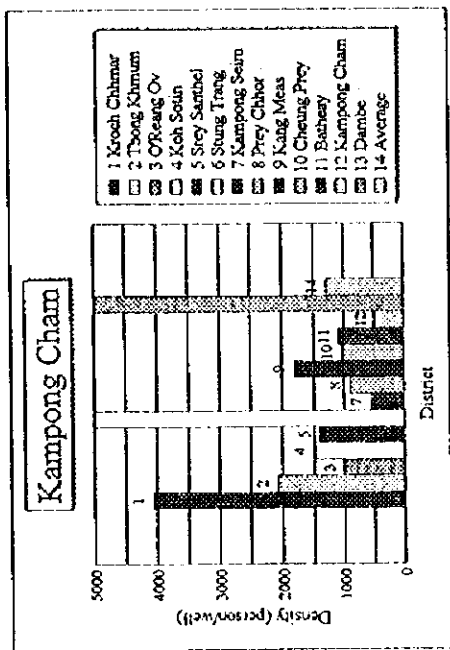 Kampong Cham
5000
4000
3000
2000
1000
0
Density (person/well)
1
2
3
4
5
7
8
9
10
11
12
14
District
1 Kroch Chhmar
2 Tbong Khmum
3 O'Reang Ov
4 Koh Sotin
5 Srey Santhel
6 Stung Trang
7 Kampong Seiru
8 Prey Chhor
9 Kang Meas
10 Cheung Prey
11 Batheay
12 Kampong Cham
13 Dambe
14 Average